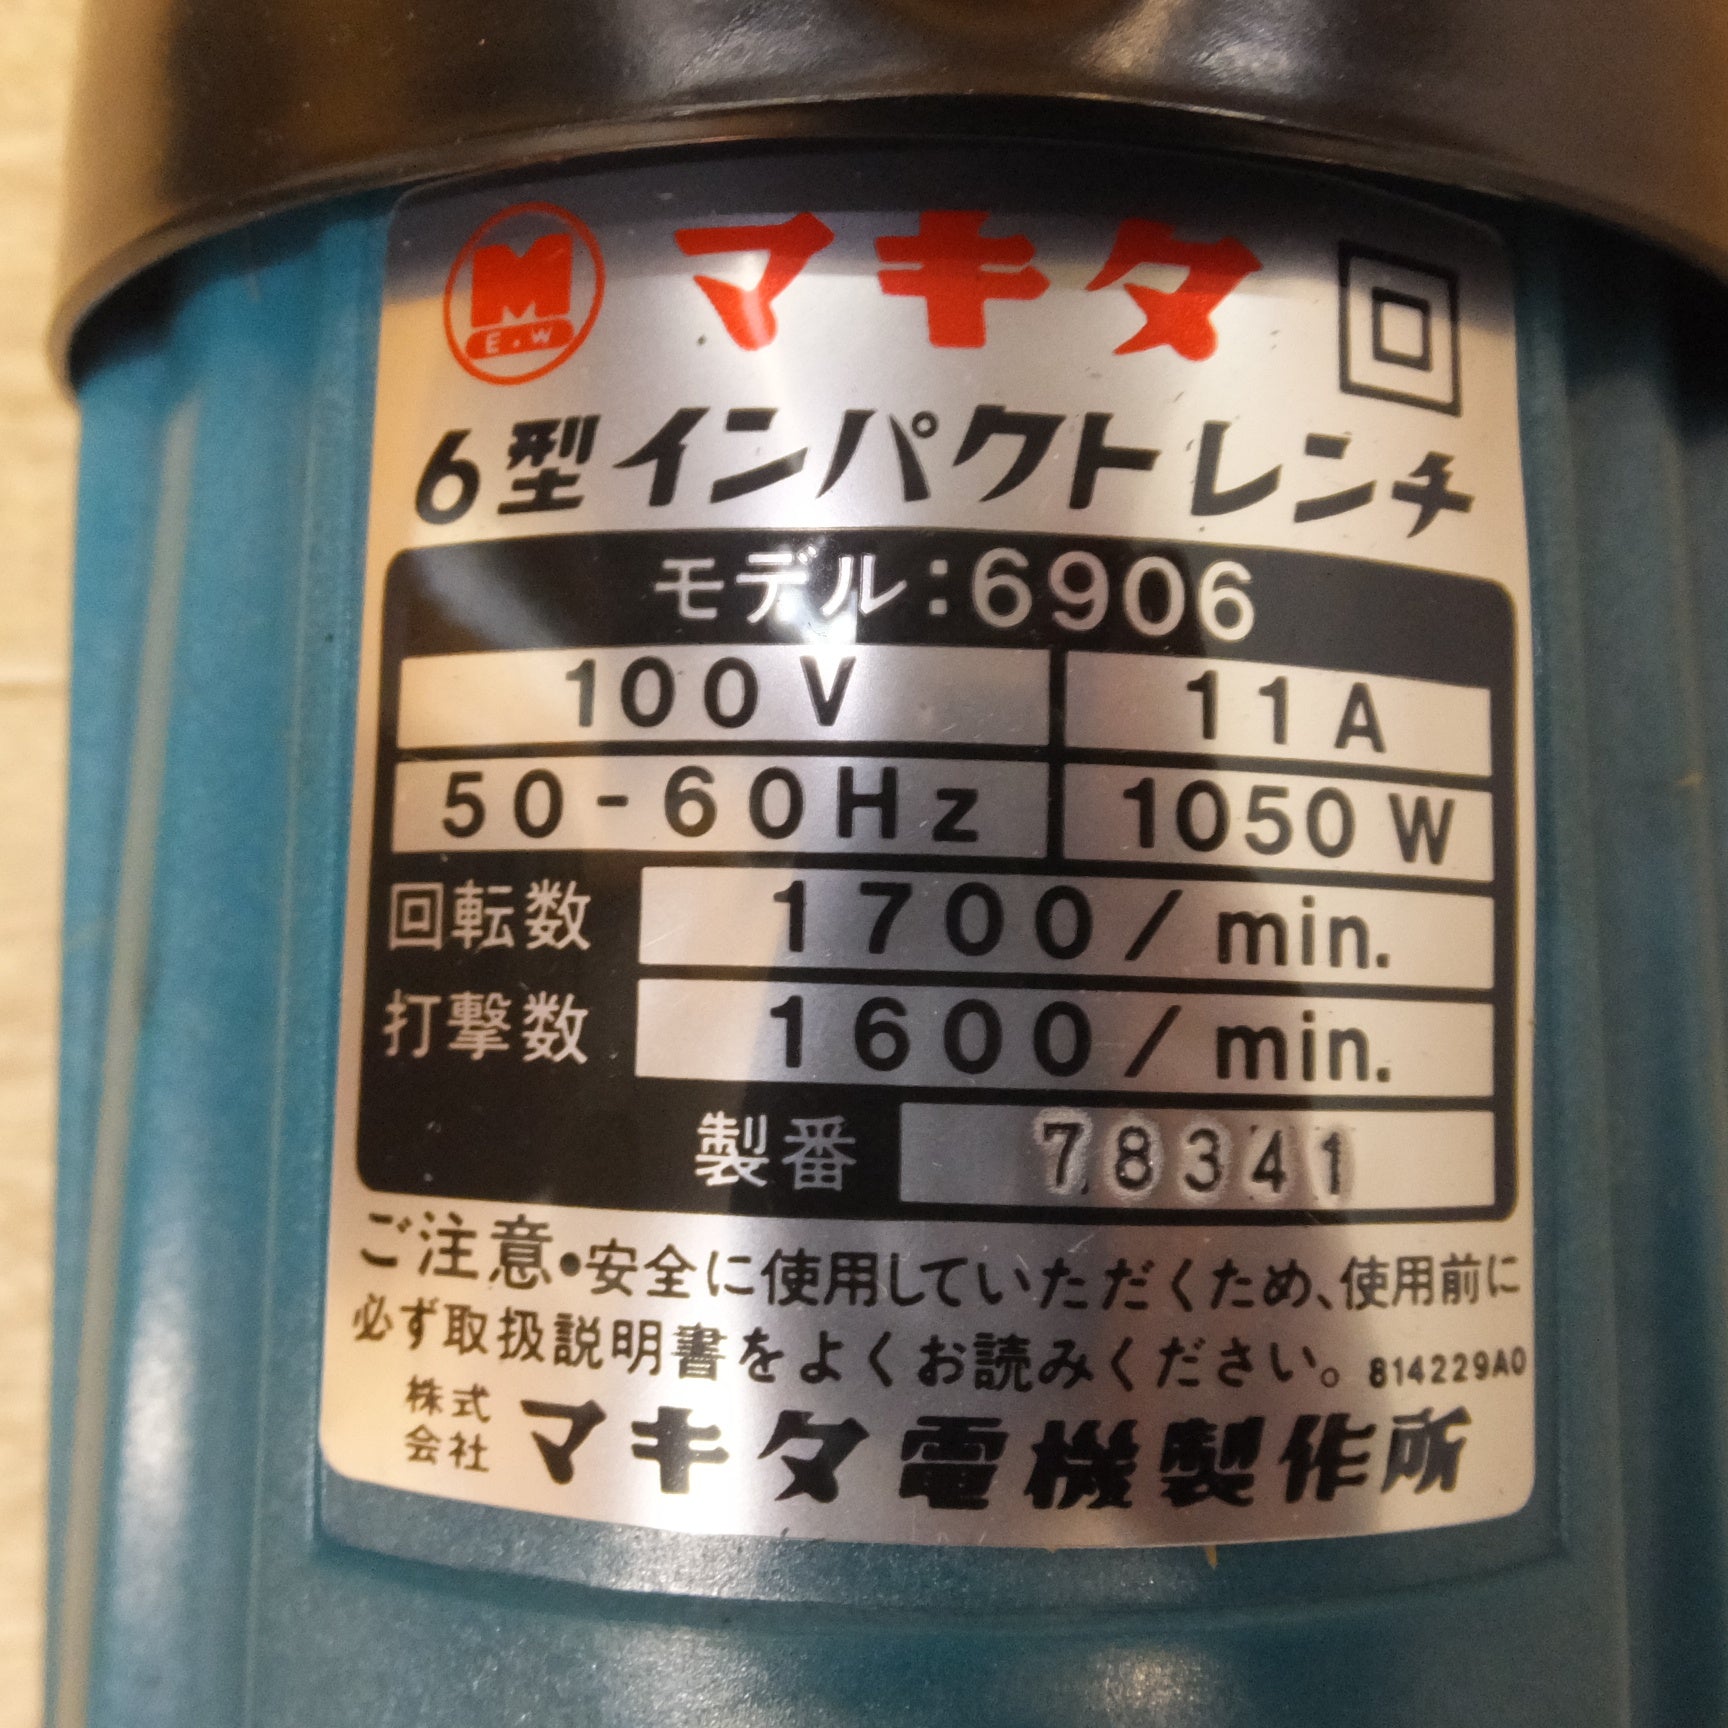 M
E.W
マキタ
6型インパクトレンチ
モデル:6906
100V 11A
50-60Hz 1050W
回転数 1700/min.
打撃数 1600/min.
製番 78341
ご注意・安全に使用していただくため、使用前に
必ず取扱説明書をよくお読みください。 814229A0
株式会社 マキタ電機製作所